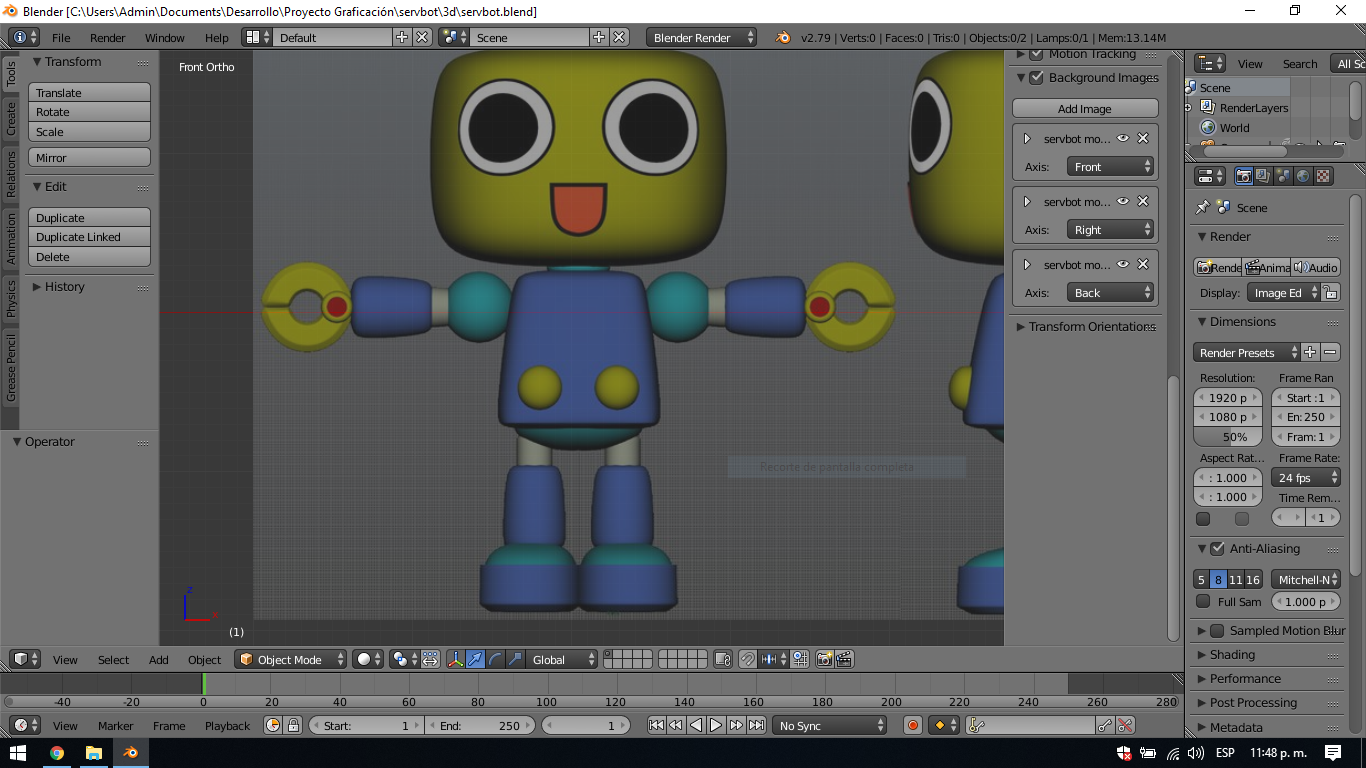 Blender [C:\Users\Admin\Documents\Desarrollo\Proyecto Graficación\servbot\3d\servbot.blend]
File Render Window Help Default Scene Blender Render v2.79 | Verts:0 | Faces:0 | Tris:0 | Objects:0/2 | Lamps:0/1 | Mem:13.14M
Tools
Create
Relations
Animation
Physics
Grease Pencil
Transform
Translate
Rotate
Scale
Mirror
Edit
Duplicate
Duplicate Linked
Delete
History
Operator
Front Ortho
Recorte de pantalla completa
z
x
(1)
Motion Tracking
Background Images
Add Image
servbot mo...
Axis: Front
servbot mo...
Axis: Right
servbot mo...
Axis: Back
Transform Orientations
View Search All Sc
Scene
RenderLayers
World
Scene
Render
Rende Anima Audio
Display: Image Ed
Dimensions
Render Presets
Resolution: Frame Ran
1920 p Start :1
1080 p En: 250
50% Fram: 1
Aspect Rat... Frame Rate:
: 1.000 24 fps
: 1.000 Time Rem...
1
Anti-Aliasing
5 8 11 16 Mitchell-N
Full Sam 1.000 p
Sampled Motion Blur
Shading
Performance
Post Processing
Metadata
View Select Add Object Object Mode Global
-40 -20 0 20 40 60 80 100 120 140 160 180 200 220 240 260 280
View Marker Frame Playback Start: 1 End: 250 1 No Sync
ESP 11:48 p. m.